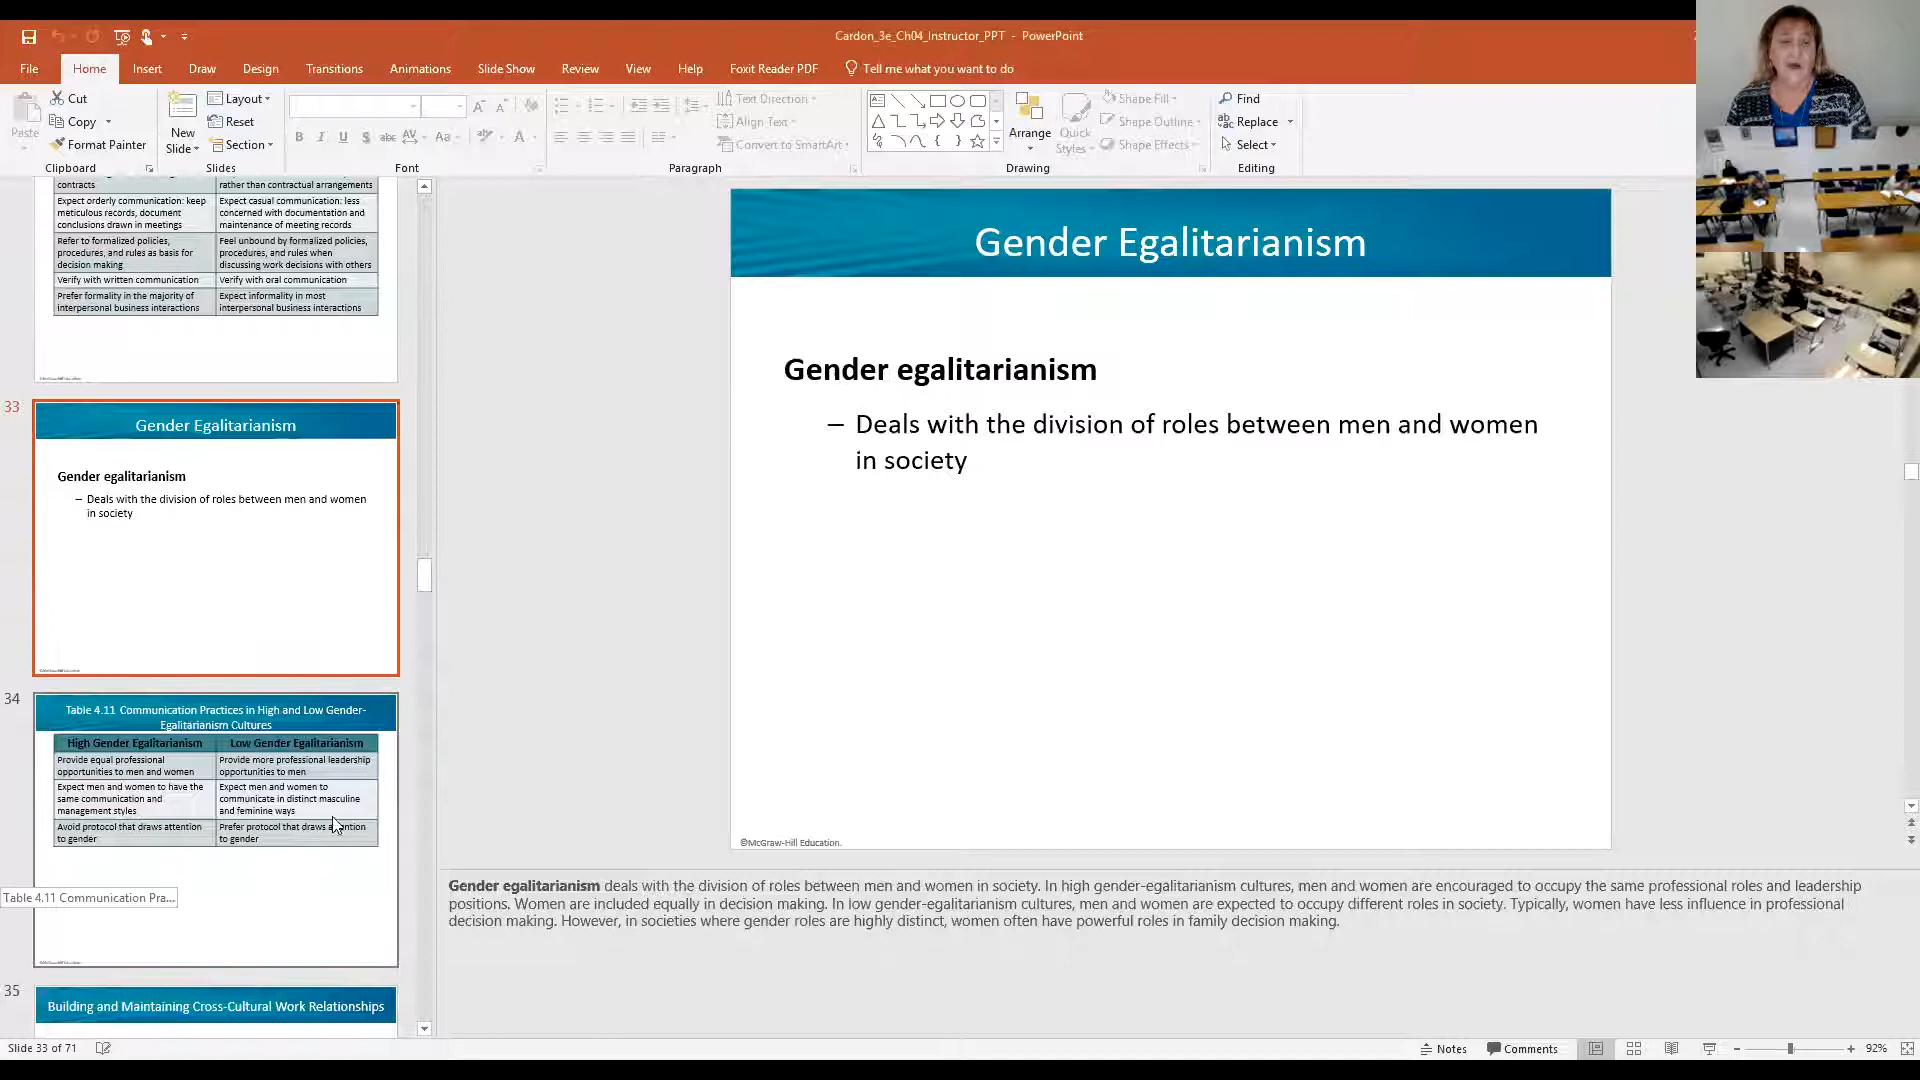 Cardon_3e_Ch04_Instructor_PPT - PowerPoint
File Home Insert Draw Design Transitions Animations Slide Show Review View Help Foxit Reader PDF Tell me what you want to do
Paste
Cut
Copy
Format Painter
Clipboard
New
Slide
Layout
Reset
Section
Slides
Font
Text Direction
Align Text
Convert to SmartArt
Paragraph
Arrange
Quick
Styles
Shape Fill
Shape Outline
Shape Effects
Drawing
Find
Replace
Select
Editing
contracts
rather than contractual arrangements
Expect orderly communication: keep
meticulous records, document
conclusions drawn in meetings
Expect casual communication: less
concerned with documentation and
maintenance of meeting records
Refer to formalized policies,
procedures, and rules as basis for
decision making
Feel unbound by formalized policies,
procedures, and rules when
discussing work decisions with others
Verify with written communication
Verify with oral communication
Prefer formality in the majority of
interpersonal business interactions
Expect informality in most
interpersonal business interactions
33
Gender Egalitarianism
Gender egalitarianism
– Deals with the division of roles between men and women
in society
34
Table 4.11 Communication Practices in High and Low Gender-
Egalitarianism Cultures
High Gender Egalitarianism
Low Gender Egalitarianism
Provide equal professional
opportunities to men and women
Provide more professional leadership
opportunities to men
Expect men and women to have the
same communication and
management styles
Expect men and women to
communicate in distinct masculine
and feminine ways
Avoid protocol that draws attention
to gender
Prefer protocol that draws
to gender
Table 4.11 Communication Pra...
35
Building and Maintaining Cross-Cultural Work Relationships
Gender Egalitarianism
Gender egalitarianism
– Deals with the division of roles between men and women
in society
©McGraw-Hill Education.
Gender egalitarianism deals with the division of roles between men and women in society. In high gender-egalitarianism cultures, men and women are encouraged to occupy the same professional roles and leadership
positions. Women are included equally in decision making. In low gender-egalitarianism cultures, men and women are expected to occupy different roles in society. Typically, women have less influence in professional
decision making. However, in societies where gender roles are highly distinct, women often have powerful roles in family decision making.
Slide 33 of 71
Notes Comments 92%